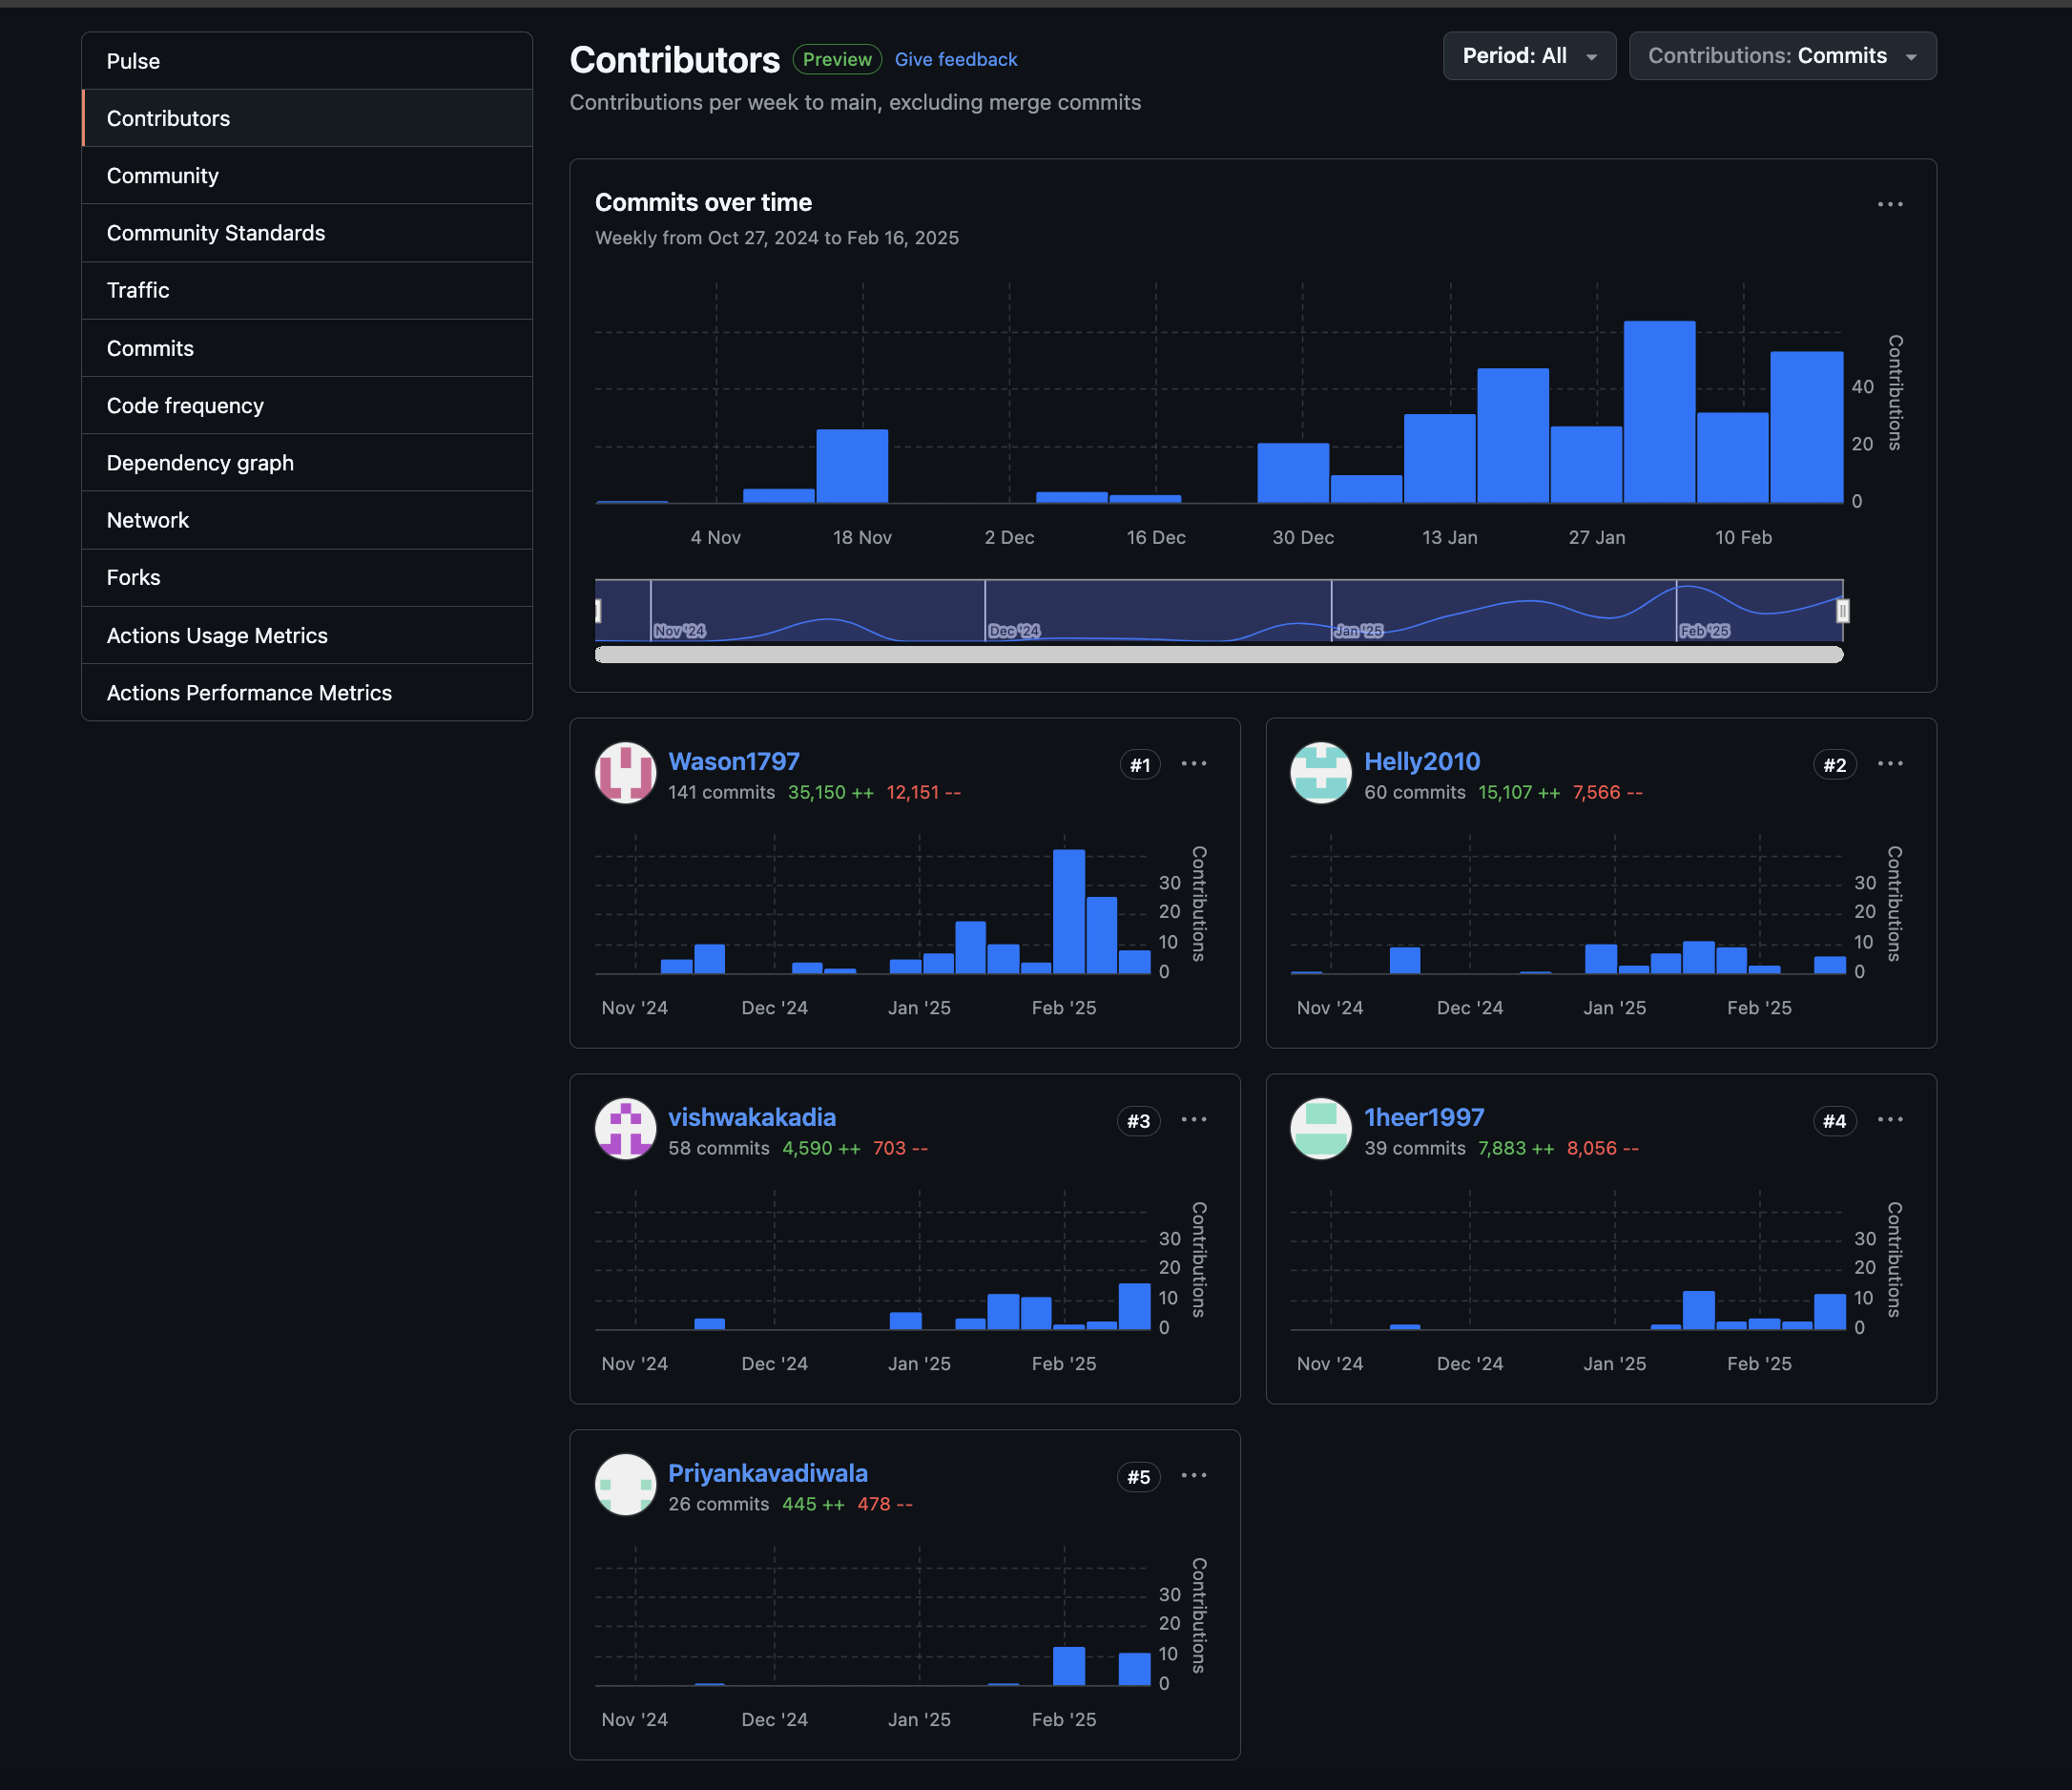 Pulse
Contributors
Community
Community Standards
Traffic
Commits
Code frequency
Dependency graph
Network
Forks
Actions Usage Metrics
Actions Performance Metrics
Contributors Preview Give feedback
Period: All
Contributions: Commits
Contributions per week to main, excluding merge commits
Commits over time
Weekly from Oct 27, 2024 to Feb 16, 2025
40
20
0
Contributions
4 Nov 18 Nov 2 Dec 16 Dec 30 Dec 13 Jan 27 Jan 10 Feb
Nov '24 Dec '24 Jan '25 Feb '25
Wason1797 #1
141 commits 35,150 ++ 12,151 --
30
20
10
0
Contributions
Nov '24 Dec '24 Jan '25 Feb '25
Helly2010 #2
60 commits 15,107 ++ 7,566 --
30
20
10
0
Contributions
Nov '24 Dec '24 Jan '25 Feb '25
vishwakakadia #3
58 commits 4,590 ++ 703 --
30
20
10
0
Contributions
Nov '24 Dec '24 Jan '25 Feb '25
1heer1997 #4
39 commits 7,883 ++ 8,056 --
30
20
10
0
Contributions
Nov '24 Dec '24 Jan '25 Feb '25
Priyankavadiwala #5
26 commits 445 ++ 478 --
30
20
10
0
Contributions
Nov '24 Dec '24 Jan '25 Feb '25